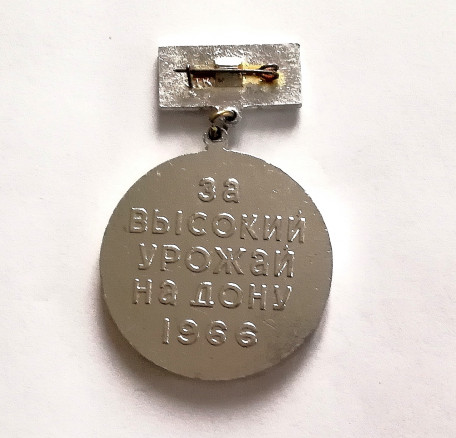 за
высокий
урожай
на дону
1966